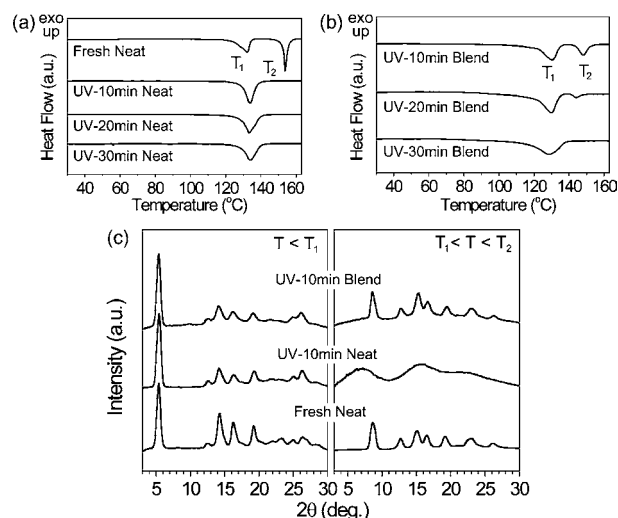 (a)
exo
up
Fresh Neat
T1
T2
UV-10min Neat
UV-20min Neat
UV-30min Neat
Heat Flow (a.u.)
40 60 80 100 120 140 160
Temperature (°C)
(b)
exo
up
UV-10min Blend
T1
T2
UV-20min Blend
UV-30min Blend
Heat Flow (a.u.)
40 60 80 100 120 140 160
Temperature (°C)
(c)
T < T1
T1 < T < T2
UV-10min Blend
UV-10min Neat
Fresh Neat
Intensity (a.u.)
5 10 15 20 25 30 5 10 15 20 25 30
2θ (deg.)